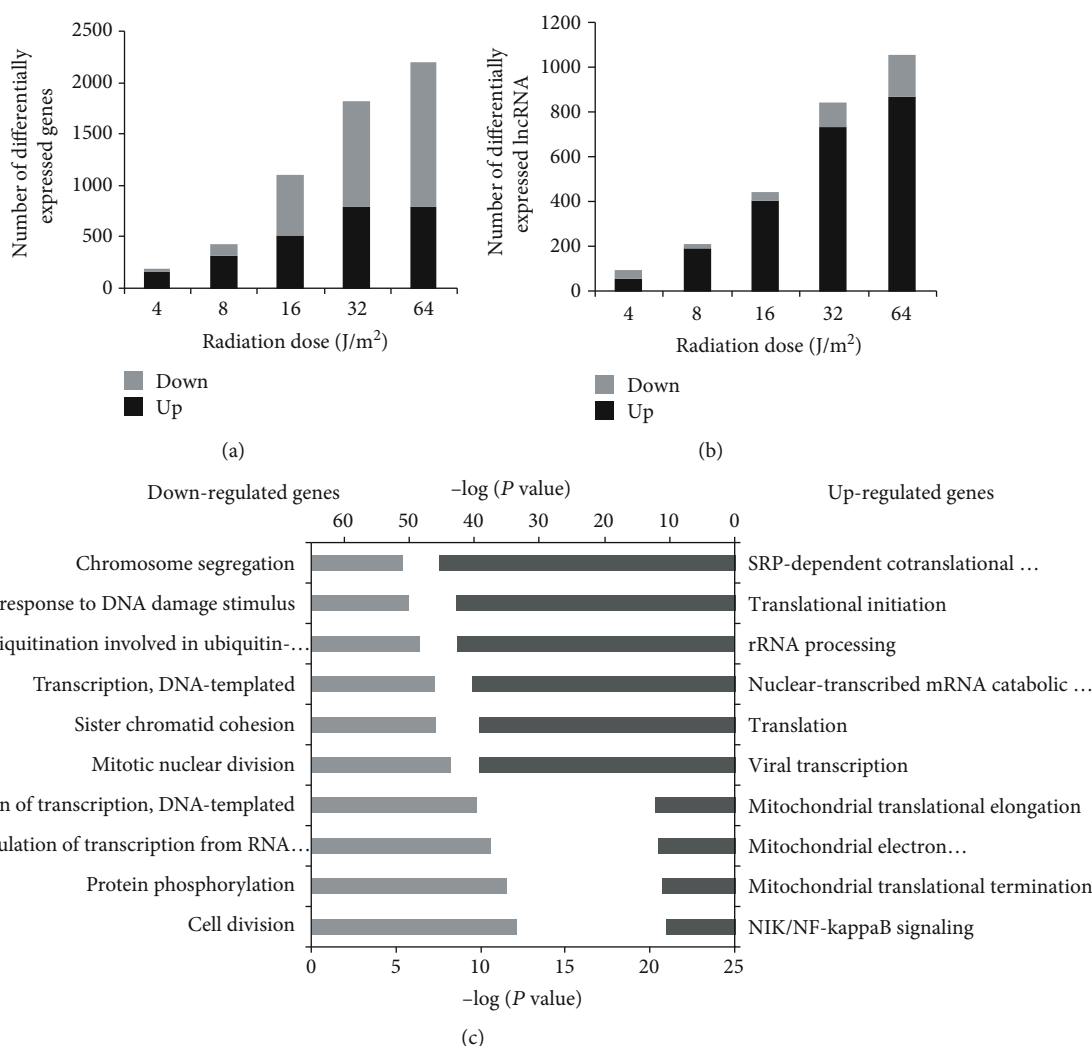 2500
2000
1500
1000
500
0
Number of differentially
expressed genes
4 8 16 32 64
Radiation dose (J/m²)
Down
Up
(a)
1200
1000
800
600
400
200
0
Number of differentially
expressed lncRNA
4 8 16 32 64
Radiation dose (J/m²)
Down
Up
(b)
Down-regulated genes
–log (P value)
Up-regulated genes
60 50 40 30 20 10 0
Chromosome segregation
SRP-dependent cotranslational …
response to DNA damage stimulus
Translational initiation
iquitination involved in ubiquitin-…
rRNA processing
Transcription, DNA-templated
Nuclear-transcribed mRNA catabolic …
Sister chromatid cohesion
Translation
Mitotic nuclear division
Viral transcription
n of transcription, DNA-templated
Mitochondrial translational elongation
ulation of transcription from RNA…
Mitochondrial electron…
Protein phosphorylation
Mitochondrial translational termination
Cell division
NIK/NF-kappaB signaling
0 5 10 15 20 25
–log (P value)
(c)